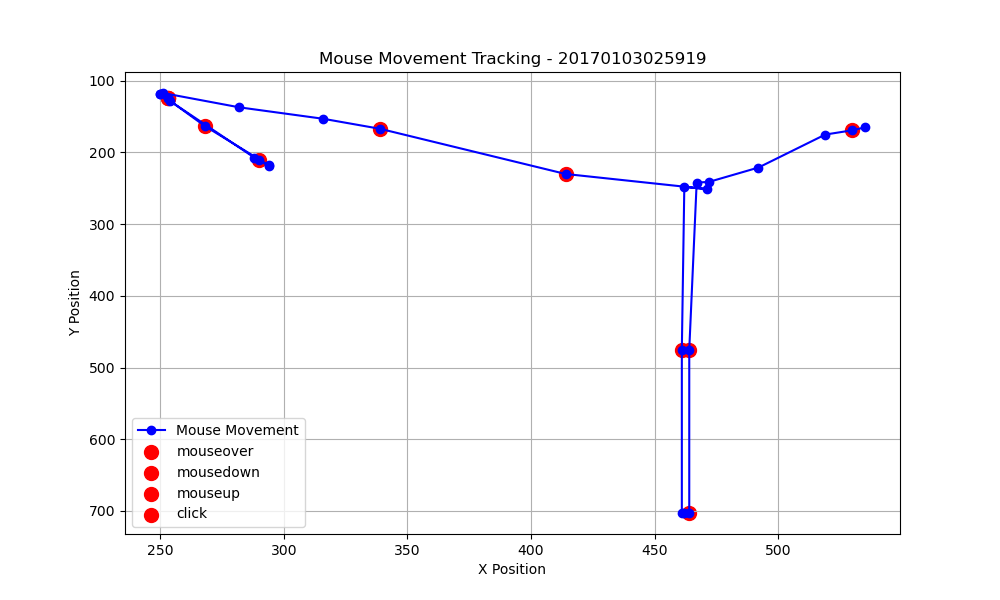 Mouse Movement Tracking - 20170103025919
100
200
300
400
500
600
700
Y Position
Mouse Movement
mouseover
mousedown
mouseup
click
250
300
350
400
450
500
X Position